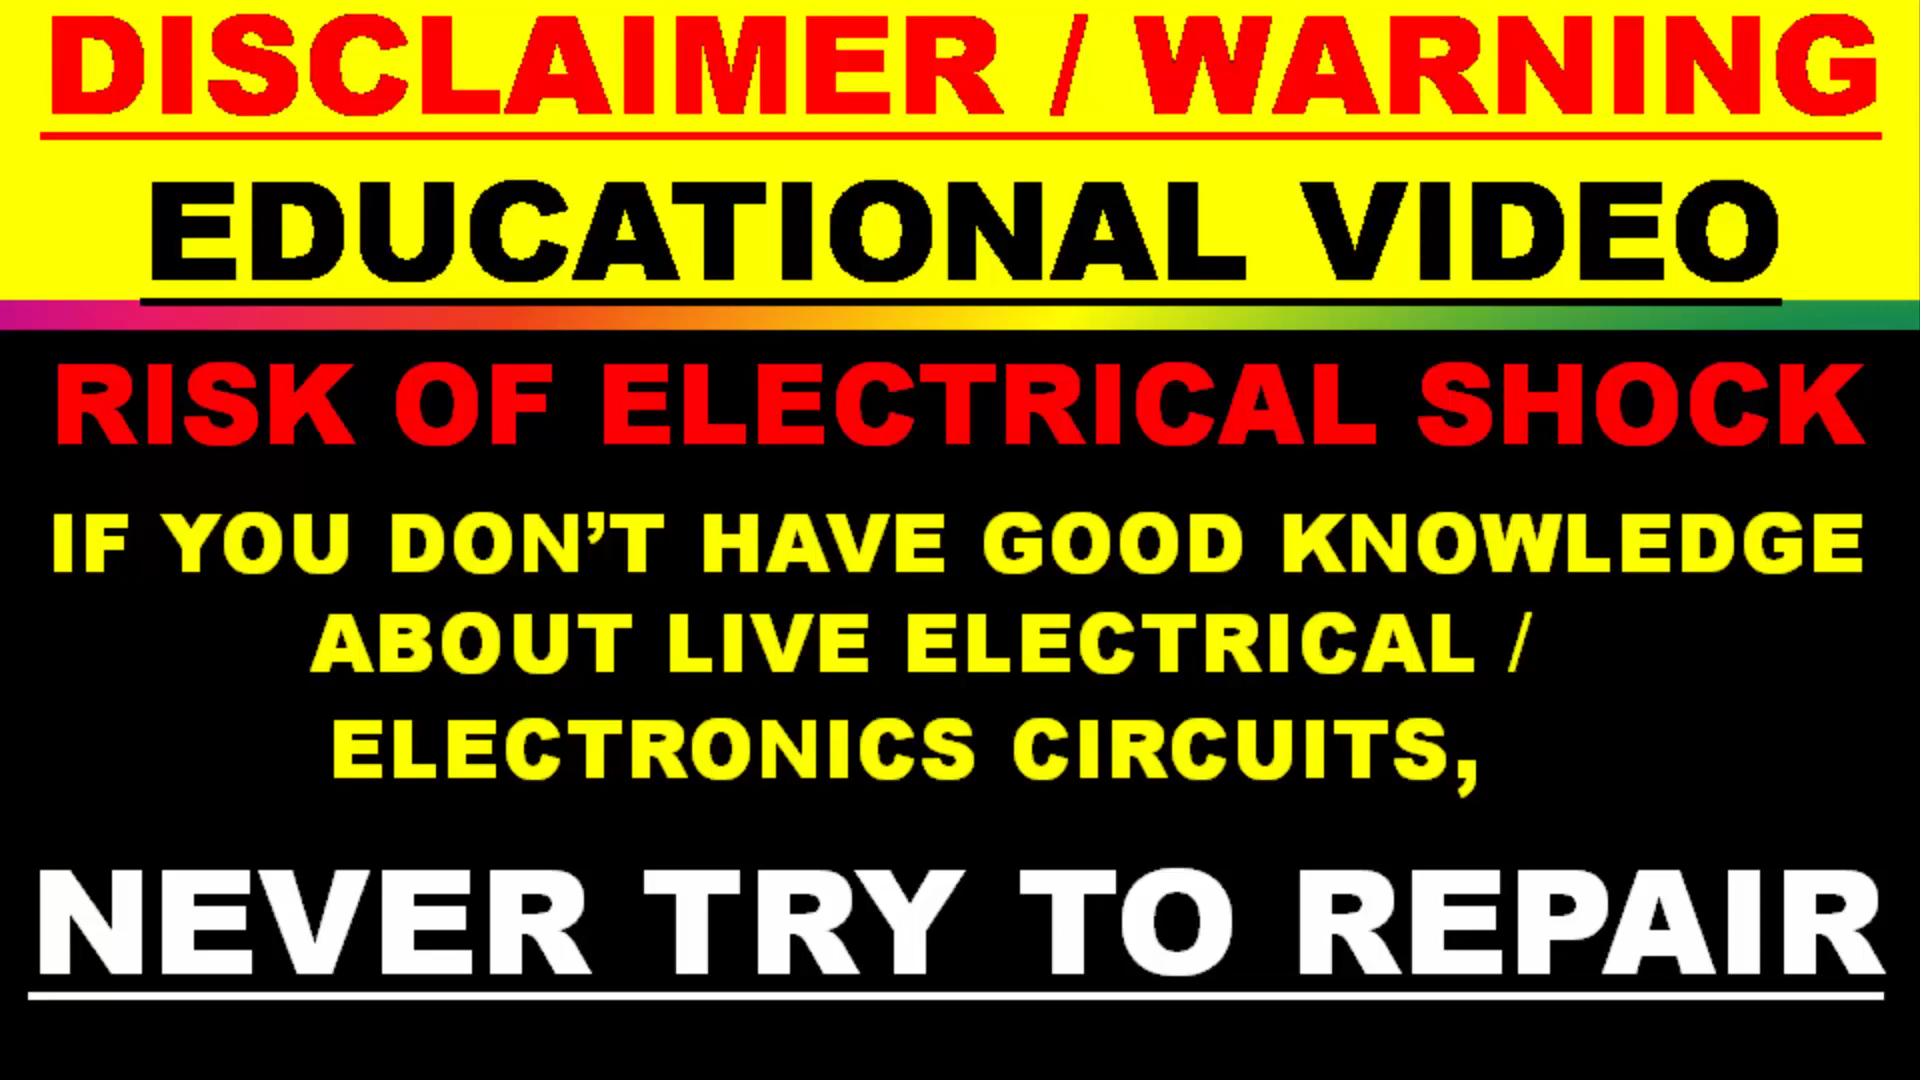 DISCLAIMER / WARNING
EDUCATIONAL VIDEO
RISK OF ELECTRICAL SHOCK
IF YOU DON’T HAVE GOOD KNOWLEDGE
ABOUT LIVE ELECTRICAL /
ELECTRONICS CIRCUITS,
NEVER TRY TO REPAIR